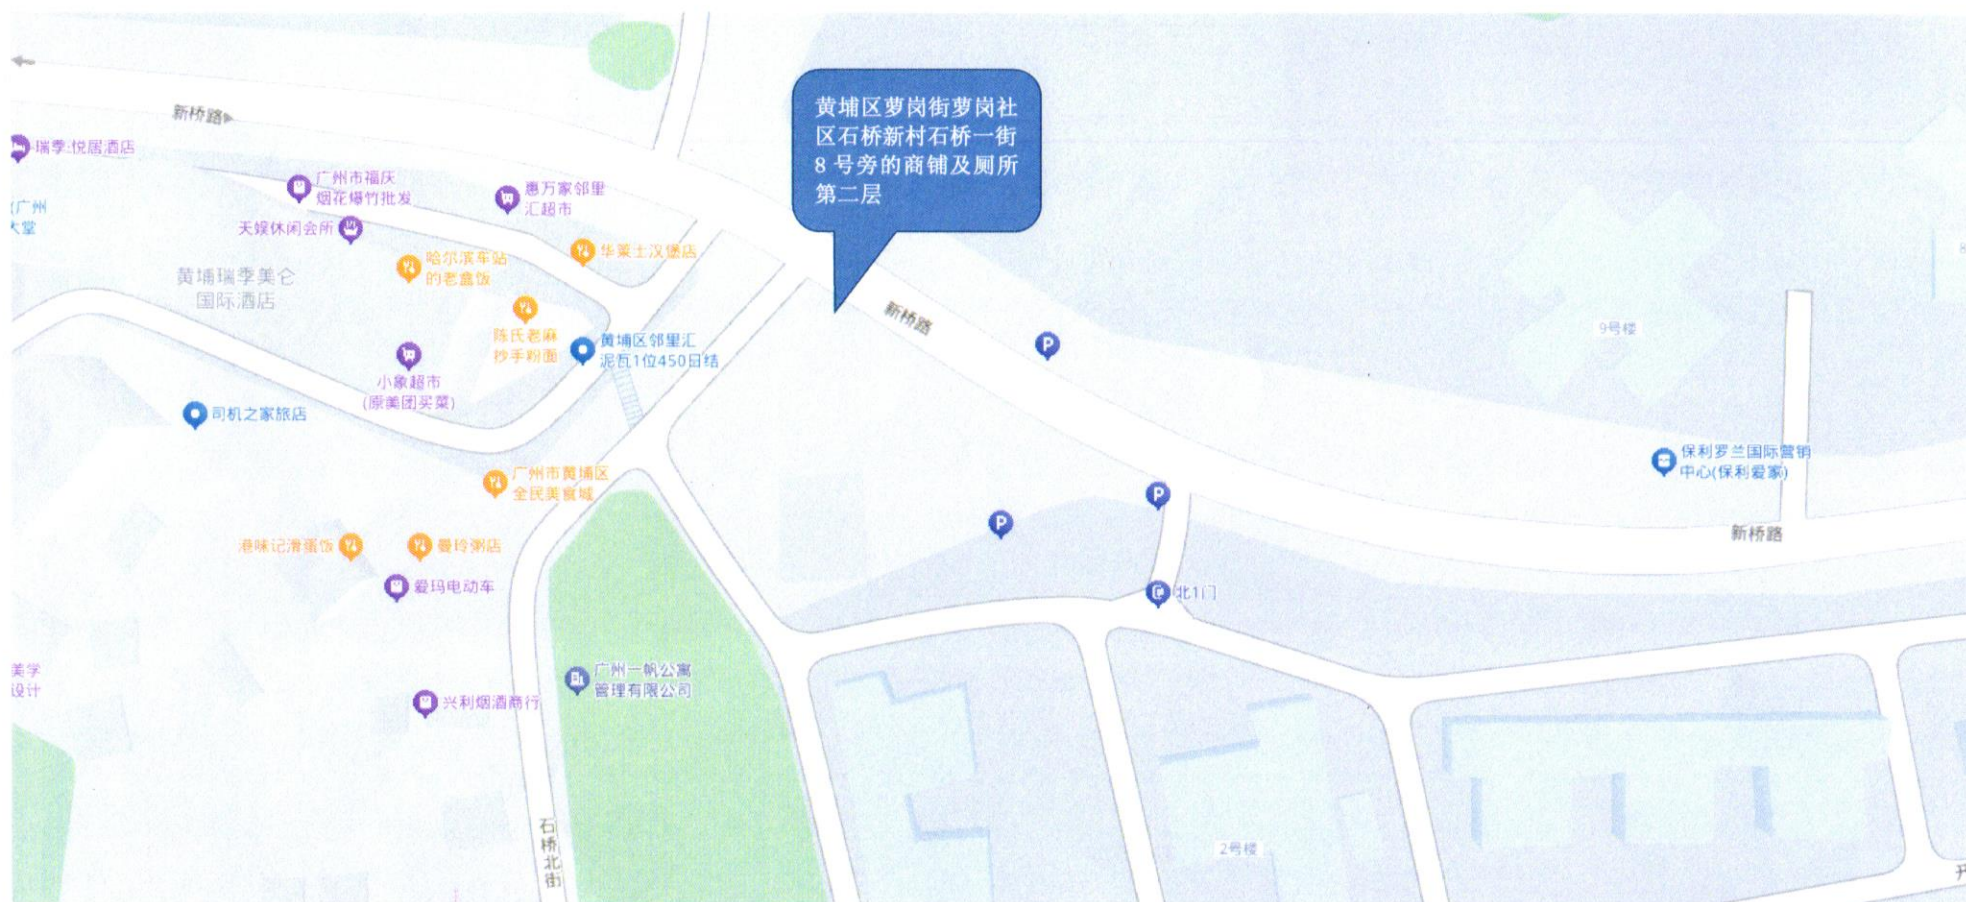 新桥路
瑞季·悦居酒店
广州市福庆
烟花爆竹批发
惠万家邻里
汇超市
黄埔区萝岗街萝岗社
区石桥新村石桥一街
8 号旁的商铺及厕所
第二层
(广州
大堂
天娱休闲会所
哈尔滨车站
的老盒饭
华莱士汉堡店
黄埔瑞季美仑
国际酒店
陈氏老麻
抄手粉面
黄埔区邻里汇
泥瓦1位450日结
新桥路
P
9号楼
小象超市
(原美团买菜)
司机之家旅店
广州市黄埔区
全民美食城
P
P
保利罗兰国际营销
中心(保利爱家)
新桥路
港味记滑蛋饭
曼玲粥店
爱玛电动车
北1门
美学
设计
广州一帆公寓
管理有限公司
兴利烟酒商行
石桥北街
2号楼